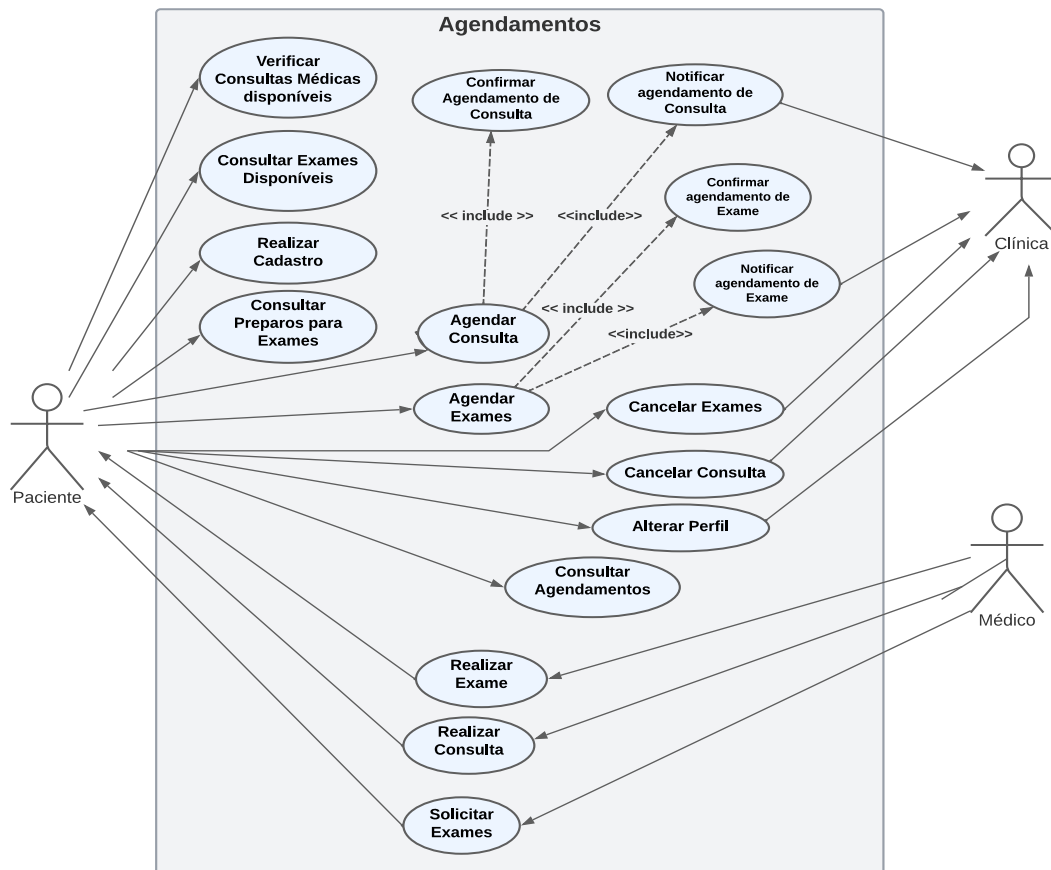 Agendamentos
Verificar
Consultas Médicas
disponíveis
Confirmar
Agendamento de
Consulta
Notificar
agendamento de
Consulta
Consultar Exames
Disponíveis
Confirmar
agendamento de
Exame
<< include >>
<<include>>
Clínica
Realizar
Cadastro
Notificar
agendamento de
Exame
Consultar
Preparos para
Exames
<< include >>
Agendar
Consulta
<<include>>
Agendar
Exames
Cancelar Exames
Cancelar Consulta
Paciente
Alterar Perfil
Consultar
Agendamentos
Médico
Realizar
Exame
Realizar
Consulta
Solicitar
Exames